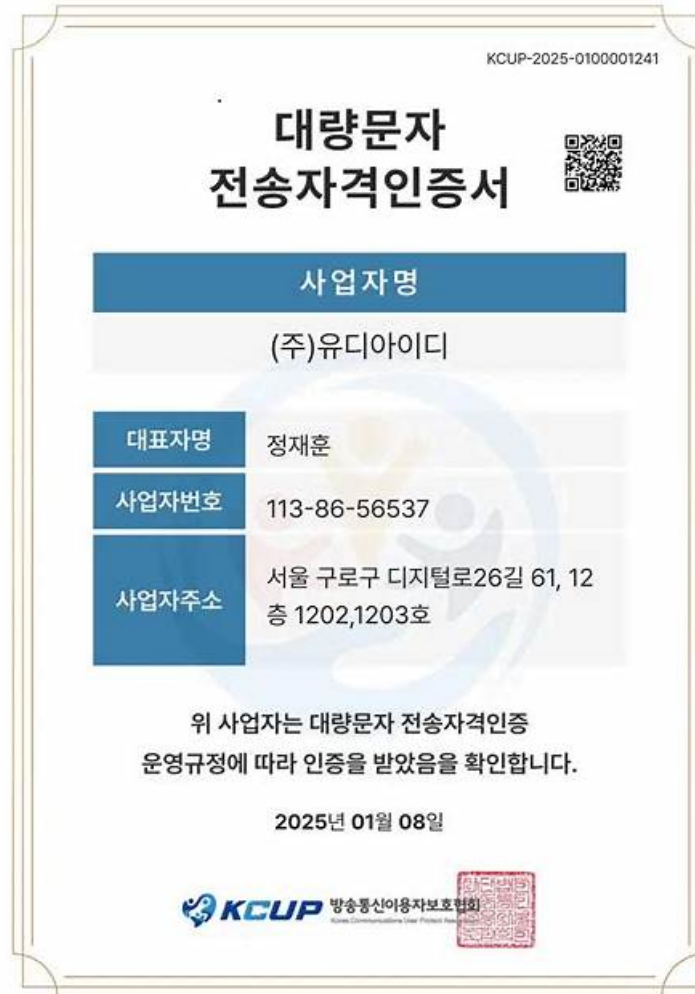 KCUP-2025-0100001241
대량문자
전송자격인증서
사업자명
(주)유디아이디
대표자명
정재훈
사업자번호
113-86-56537
사업자주소
서울 구로구 디지털로26길 61, 12
층 1202,1203호
위 사업자는 대량문자 전송자격인증
운영규정에 따라 인증을 받았음을 확인합니다.
2025년 01월 08일
KCUP 방송통신이용자보호협회
Korea Communications User Protect